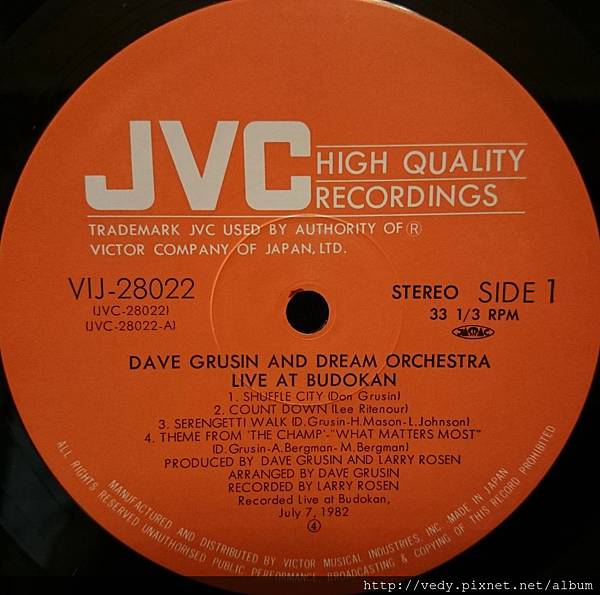 JVC
HIGH QUALITY
RECORDINGS
TRADEMARK JVC USED BY AUTHORITY OF Ⓡ
VICTOR COMPANY OF JAPAN, LTD.
VIJ-28022
(JVC-28022)
(JVC-28022-A)
STEREO SIDE 1
33 1/3 RPM
JASRAC
DAVE GRUSIN AND DREAM ORCHESTRA
LIVE AT BUDOKAN
1. SHUFFLE CITY (Don Grusin)
2. COUNT DOWN (Lee Ritenour)
3. SERENGETTI WALK (D.Grusin-H.Mason-L.Johnson)
4. THEME FROM 'THE CHAMP'-"WHAT MATTERS MOST"
(D.Grusin-A.Bergman-M.Bergman)
PRODUCED BY DAVE GRUSIN AND LARRY ROSEN
ARRANGED BY DAVE GRUSIN
RECORDED BY LARRY ROSEN
Recorded Live at Budokan,
July 7, 1982
④
MANUFACTURED AND DISTRIBUTED BY VICTOR MUSICAL INDUSTRIES, INC. MADE IN JAPAN
ALL RIGHTS RESERVED UNAUTHORISED PUBLIC PERFORMANCE, BROADCASTING & COPYING OF THIS RECORD PROHIBITED
http://vedy.pixnet.net/album